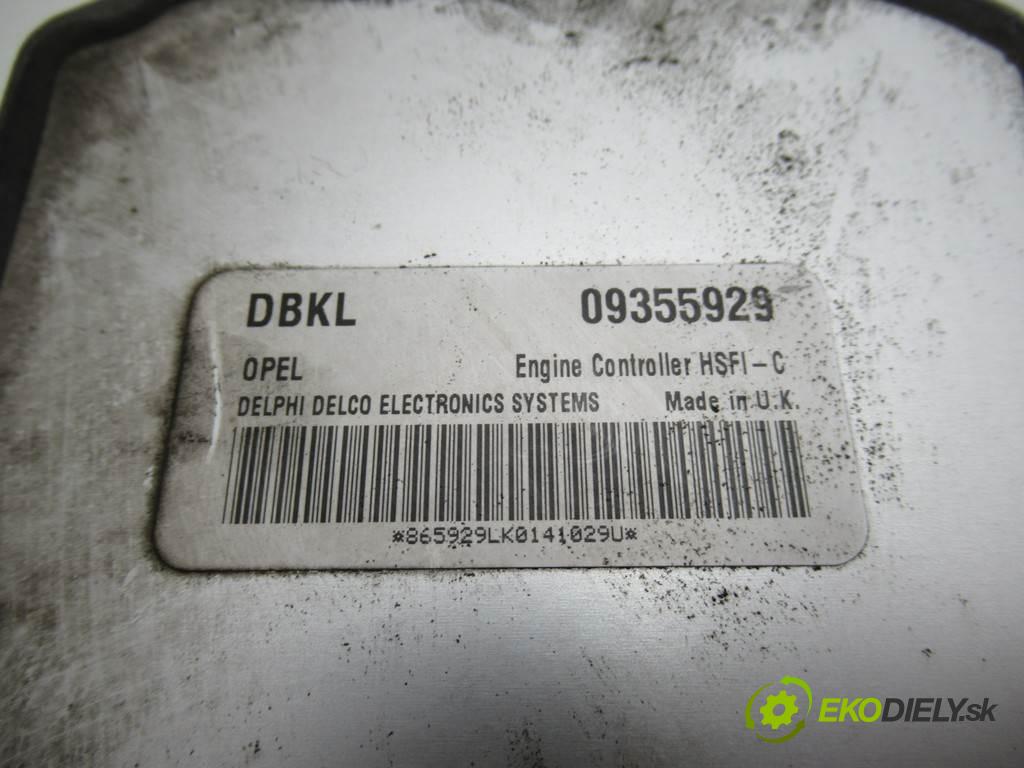 DBKL 09355929
OPEL Engine Controller HSFI-C
DELPHI DELCO ELECTRONICS SYSTEMS Made in U.K.
*865929LK0141029U*
EKODIELY.sk